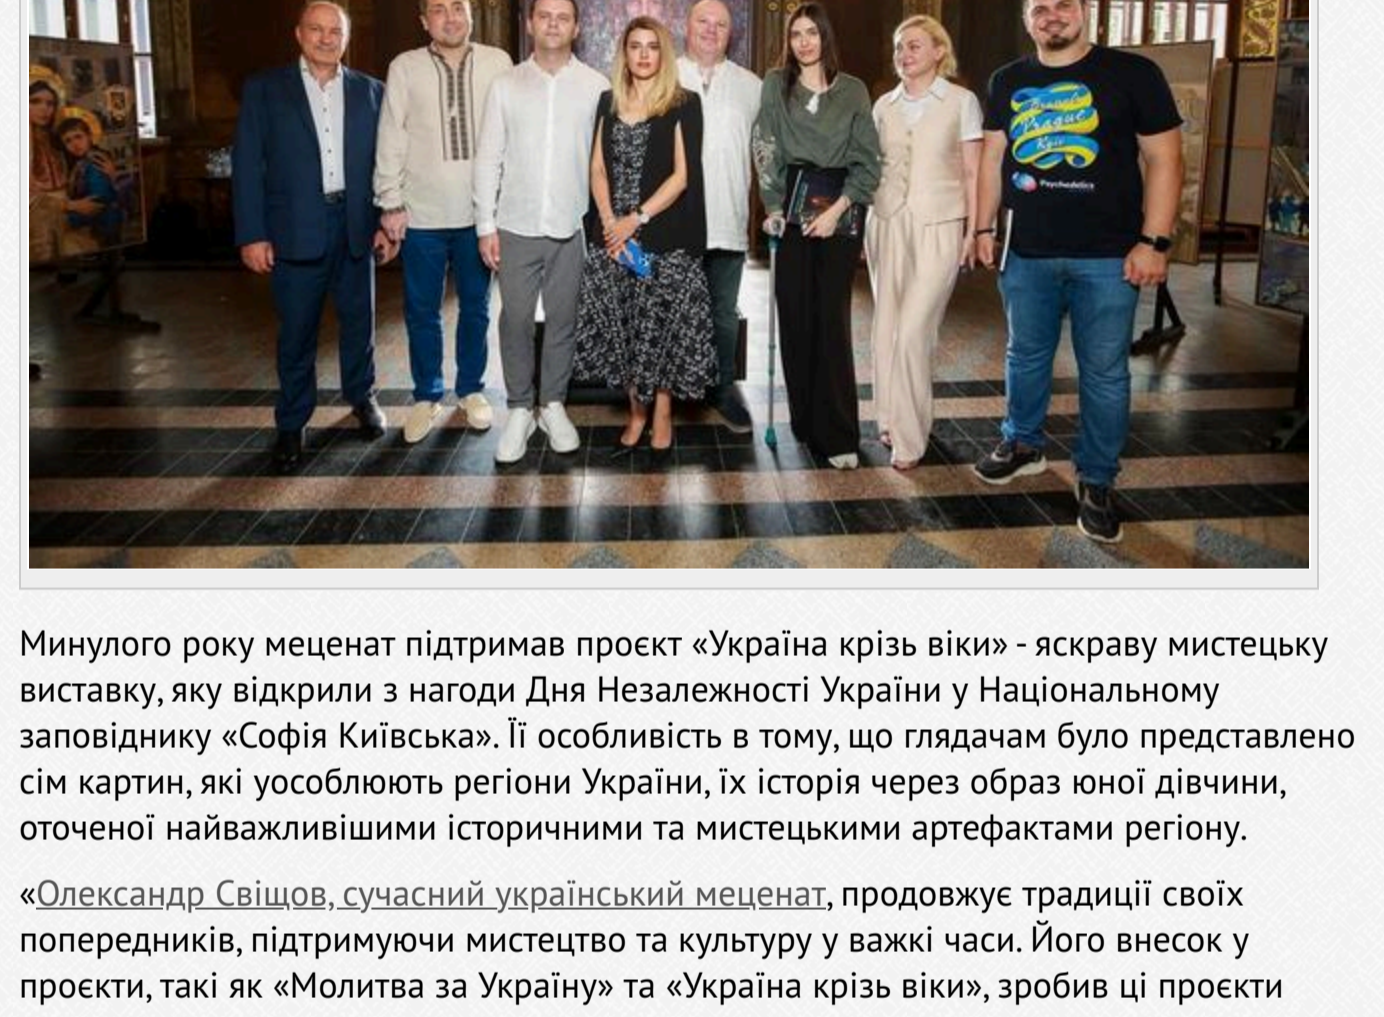 Prague
Kyiv
Psychedelics
Минулого року меценат підтримав проєкт «Україна крізь віки» - яскраву мистецьку
виставку, яку відкрили з нагоди Дня Незалежності України у Національному
заповіднику «Софія Київська». Її особливість в тому, що глядачам було представлено
сім картин, які уособлюють регіони України, їх історія через образ юної дівчини,
оточеної найважливішими історичними та мистецькими артефактами регіону.
«Олександр Свіщов, сучасний український меценат, продовжує традиції своїх
попередників, підтримуючи мистецтво та культуру у важкі часи. Його внесок у
проєкти, такі як «Молитва за Україну» та «Україна крізь віки», зробив ці проєкти